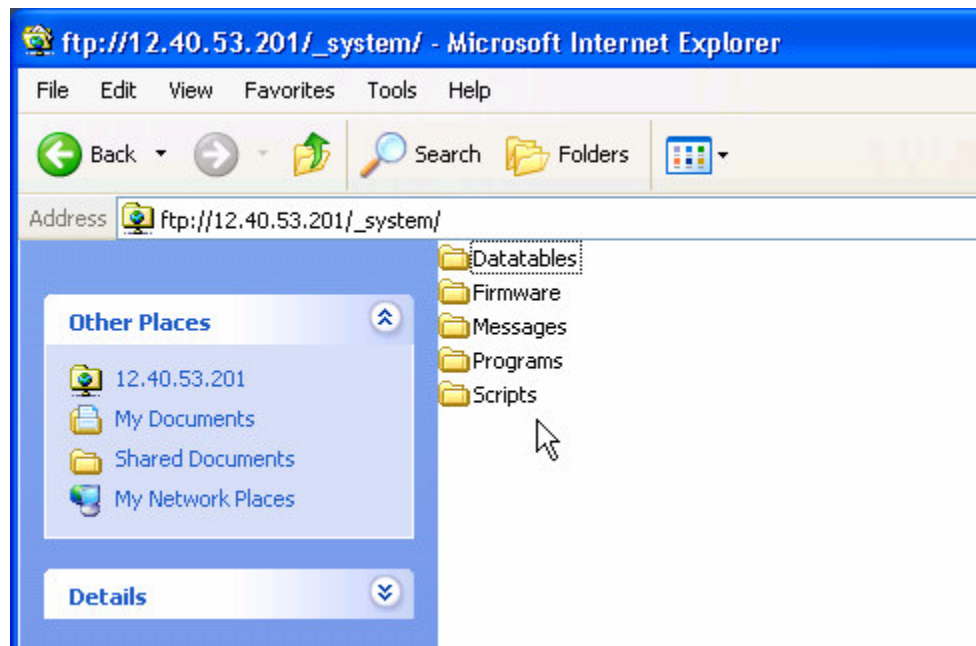 ftp://12.40.53.201/_system/ - Microsoft Internet Explorer
File Edit View Favorites Tools Help
Back Search Folders
Address ftp://12.40.53.201/_system/
Other Places
12.40.53.201
My Documents
Shared Documents
My Network Places
Details
Datatables
Firmware
Messages
Programs
Scripts